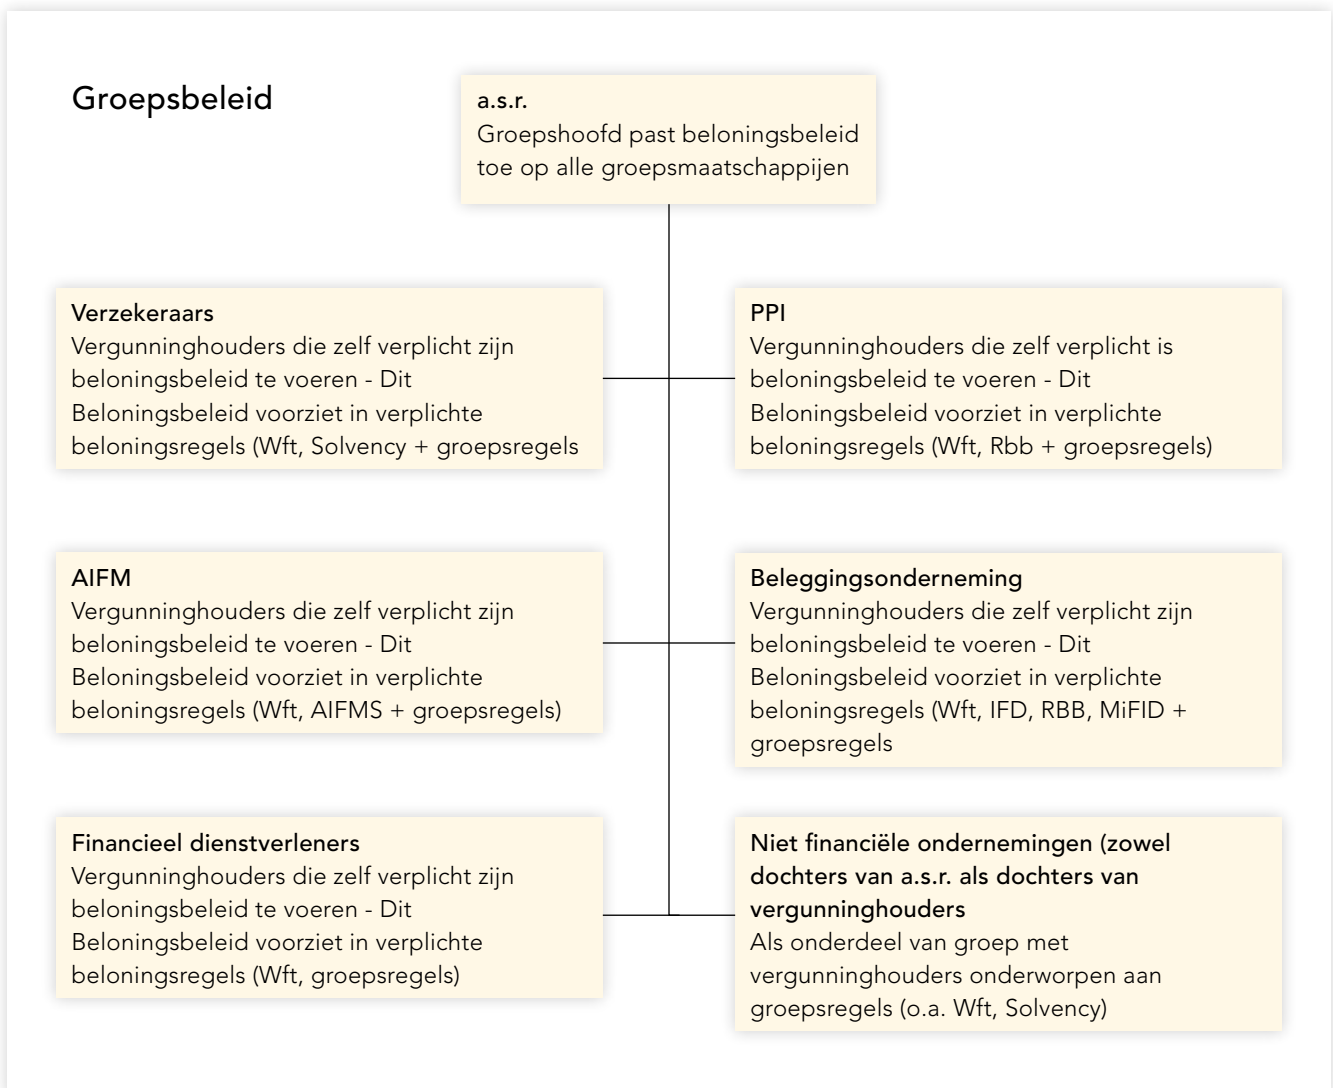 Groepsbeleid
a.s.r.
Groepshoofd past beloningsbeleid
toe op alle groepsmaatschappijen
Verzekeraars
Vergunninghouders die zelf verplicht zijn
beloningsbeleid te voeren - Dit
Beloningsbeleid voorziet in verplichte
beloningsregels (Wft, Solvency + groepsregels
PPI
Vergunninghouders die zelf verplicht is
beloningsbeleid te voeren - Dit
Beloningsbeleid voorziet in verplichte
beloningsregels (Wft, Rbb + groepsregels)
AIFM
Vergunninghouders die zelf verplicht zijn
beloningsbeleid te voeren - Dit
Beloningsbeleid voorziet in verplichte
beloningsregels (Wft, AIFMS + groepsregels)
Beleggingsonderneming
Vergunninghouders die zelf verplicht zijn
beloningsbeleid te voeren - Dit
Beloningsbeleid voorziet in verplichte
beloningsregels (Wft, IFD, RBB, MiFID +
groepsregels
Financieel dienstverleners
Vergunninghouders die zelf verplicht zijn
beloningsbeleid te voeren - Dit
Beloningsbeleid voorziet in verplichte
beloningsregels (Wft, groepsregels)
Niet financiële ondernemingen (zowel
dochters van a.s.r. als dochters van
vergunninghouders
Als onderdeel van groep met
vergunninghouders onderworpen aan
groepsregels (o.a. Wft, Solvency)